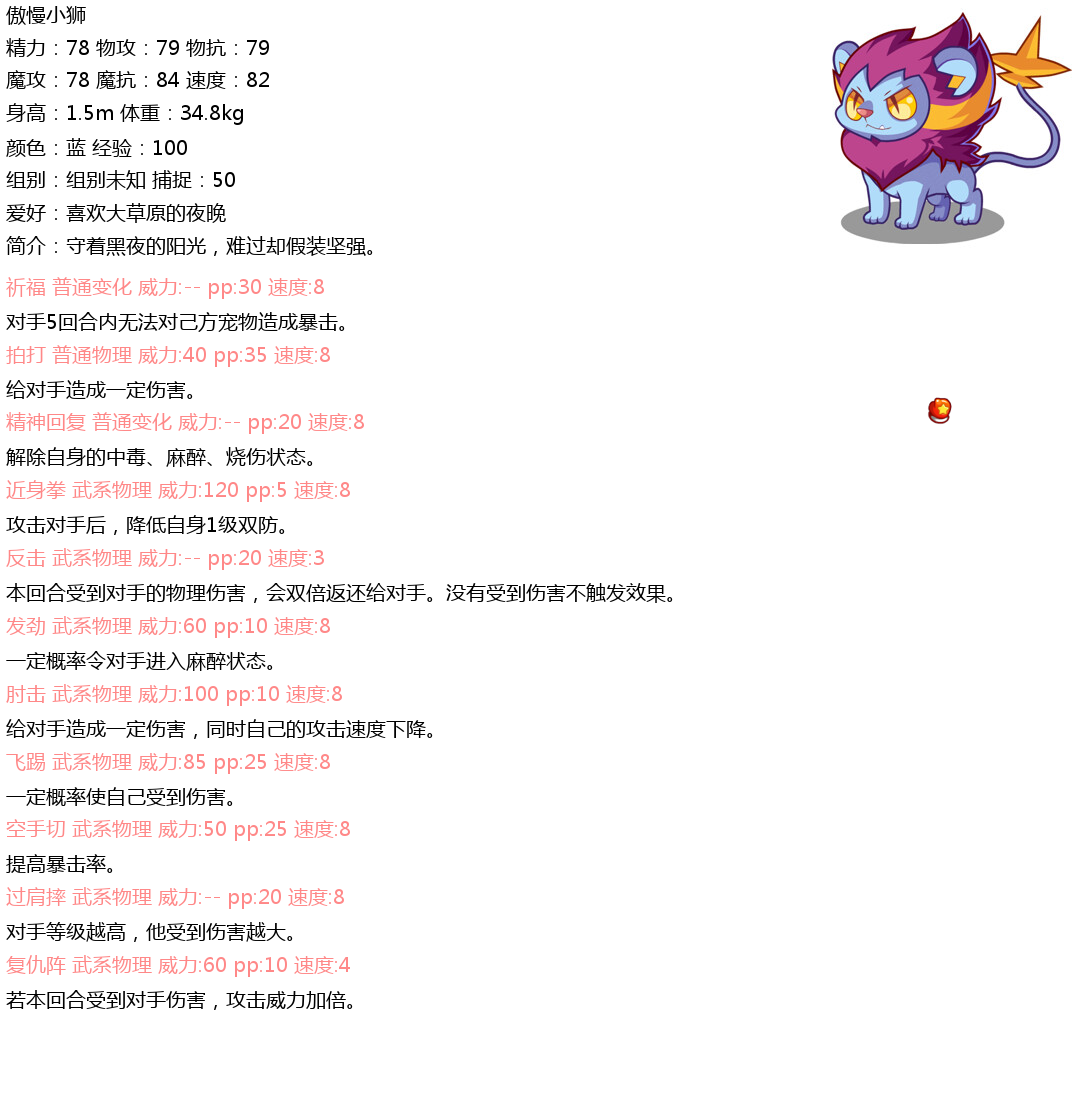 傲慢小狮
精力：78 物攻：79 物抗：79
魔攻：78 魔抗：84 速度：82
身高：1.5m 体重：34.8kg
颜色：蓝 经验：100
组别：组别未知 捕捉：50
爱好：喜欢大草原的夜晚
简介：守着黑夜的阳光，难过却假装坚强。
祈福 普通变化 威力:-- pp:30 速度:8
对手5回合内无法对己方宠物造成暴击。
拍打 普通物理 威力:40 pp:35 速度:8
给对手造成一定伤害。
精神回复 普通变化 威力:-- pp:20 速度:8
解除自身的中毒、麻醉、烧伤状态。
近身拳 武系物理 威力:120 pp:5 速度:8
攻击对手后，降低自身1级双防。
反击 武系物理 威力:-- pp:20 速度:3
本回合受到对手的物理伤害，会双倍返还给对手。没有受到伤害不触发效果。
发劲 武系物理 威力:60 pp:10 速度:8
一定概率令对手进入麻醉状态。
肘击 武系物理 威力:100 pp:10 速度:8
给对手造成一定伤害，同时自己的攻击速度下降。
飞踢 武系物理 威力:85 pp:25 速度:8
一定概率使自己受到伤害。
空手切 武系物理 威力:50 pp:25 速度:8
提高暴击率。
过肩摔 武系物理 威力:-- pp:20 速度:8
对手等级越高，他受到伤害越大。
复仇阵 武系物理 威力:60 pp:10 速度:4
若本回合受到对手伤害，攻击威力加倍。